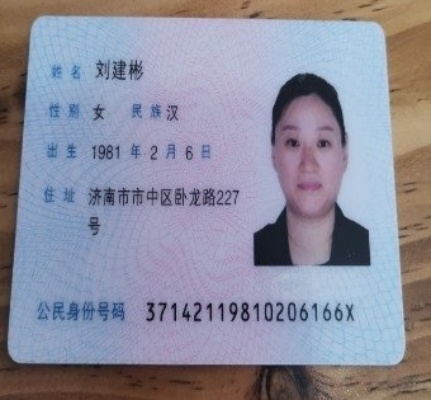 姓名 刘建彬
性别 女 民族 汉
出生 1981 年 2 月 6 日
住址 济南市市中区卧龙路227
号
公民身份号码 37142119810206166X